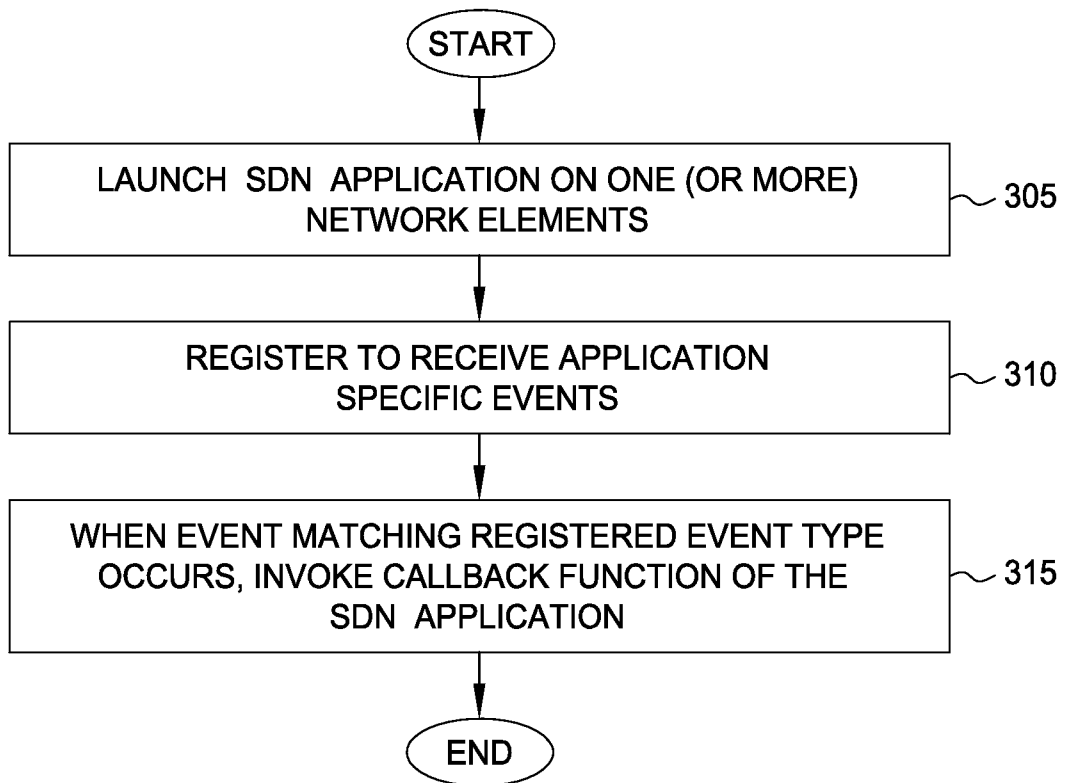 START
LAUNCH SDN APPLICATION ON ONE (OR MORE)
NETWORK ELEMENTS
305
REGISTER TO RECEIVE APPLICATION
SPECIFIC EVENTS
310
WHEN EVENT MATCHING REGISTERED EVENT TYPE
OCCURS, INVOKE CALLBACK FUNCTION OF THE
SDN APPLICATION
315
END